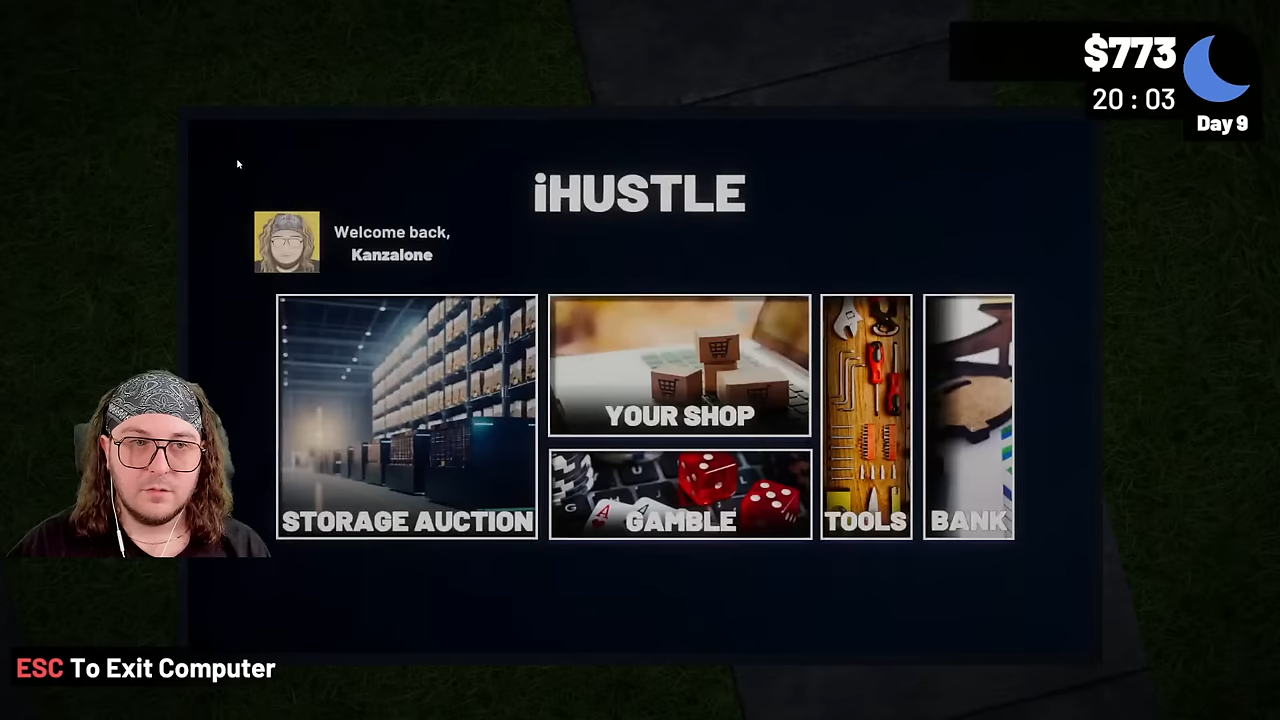 $773
20 : 03
Day 9
iHUSTLE
Welcome back,
Kanzalone
STORAGE AUCTION
YOUR SHOP
GAMBLE
TOOLS
BANK
ESC To Exit Computer